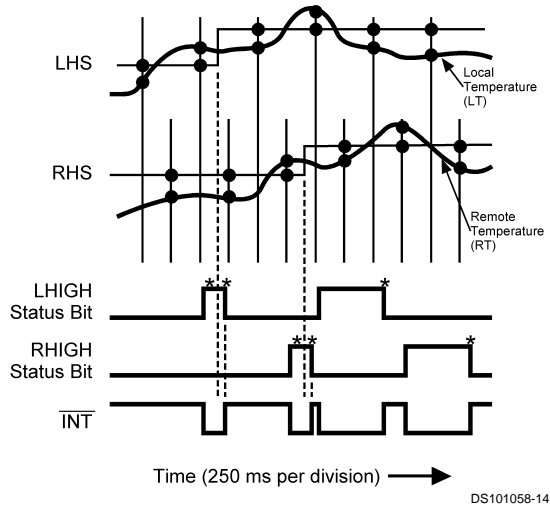 LHS
Local
Temperature
(LT)
RHS
Remote
Temperature
(RT)
* *
*
LHIGH
Status Bit
* *
*
RHIGH
Status Bit
INT
Time (250 ms per division)
DS101058-14